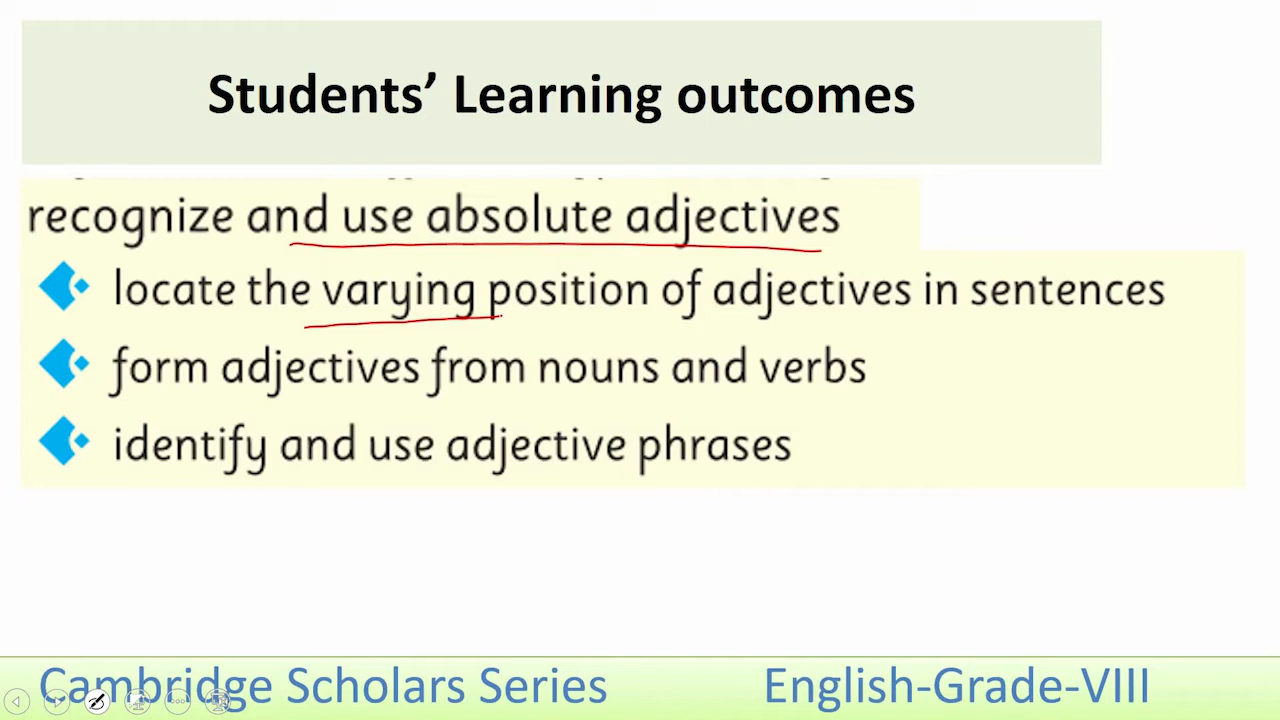 Students’ Learning outcomes
recognize and use absolute adjectives
locate the varying position of adjectives in sentences
form adjectives from nouns and verbs
identify and use adjective phrases
Cambridge Scholars Series English-Grade-VIII